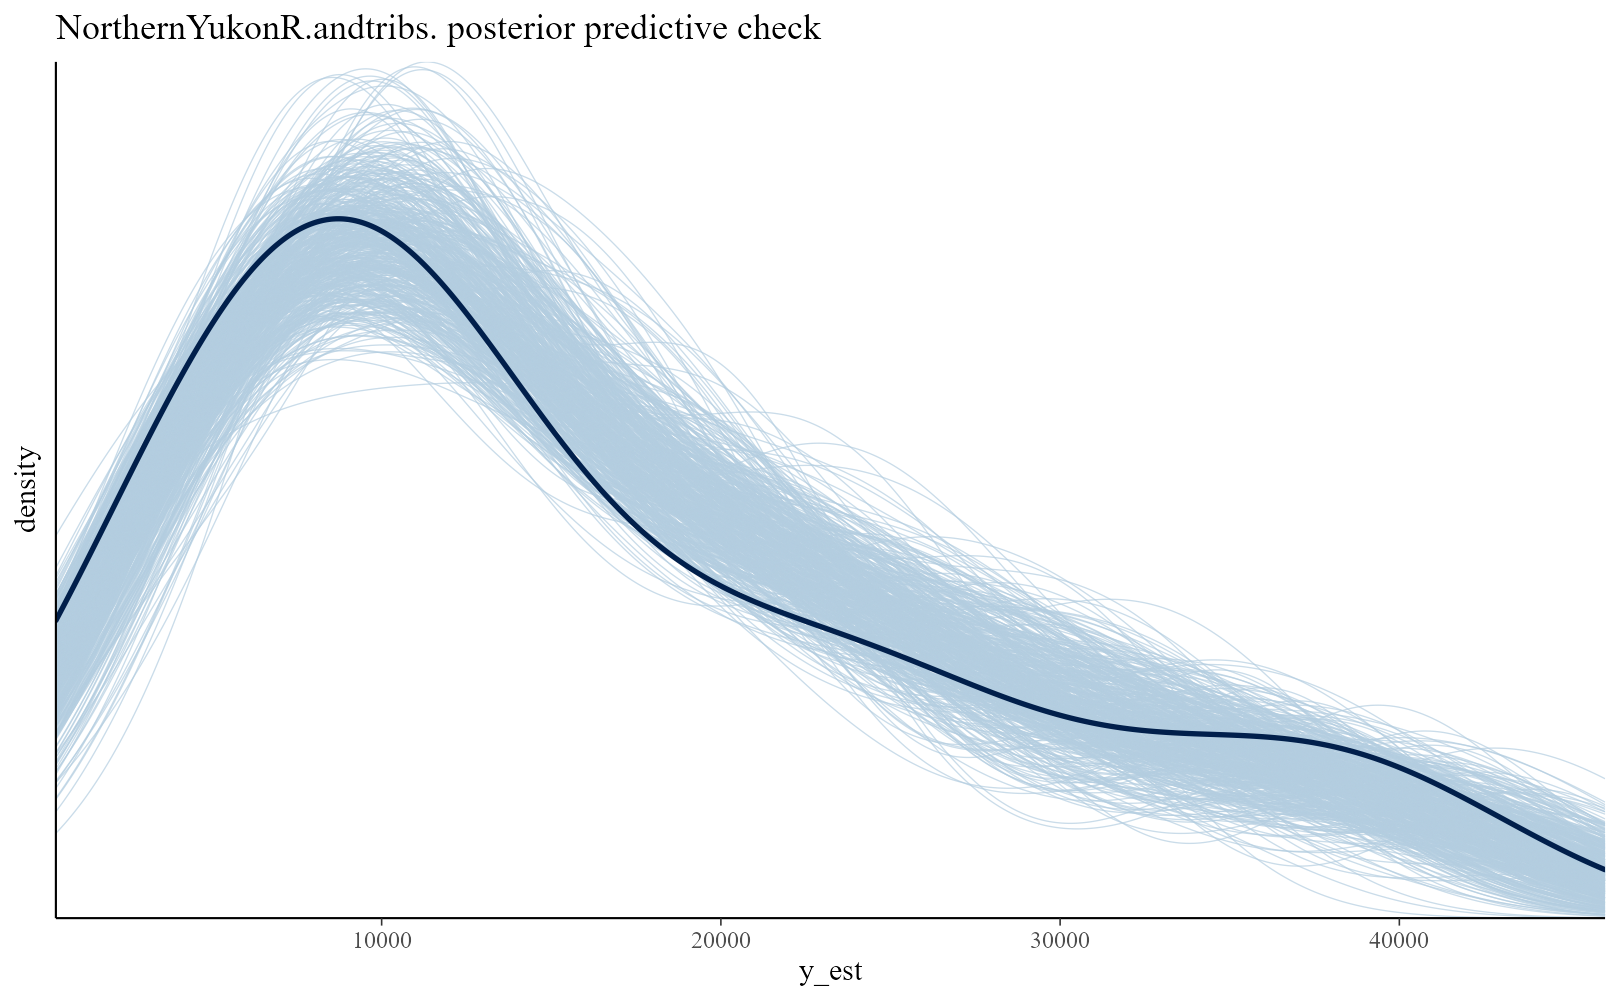 NorthernYukonR.andtribs. posterior predictive check
density
10000 20000 30000 40000
y_est